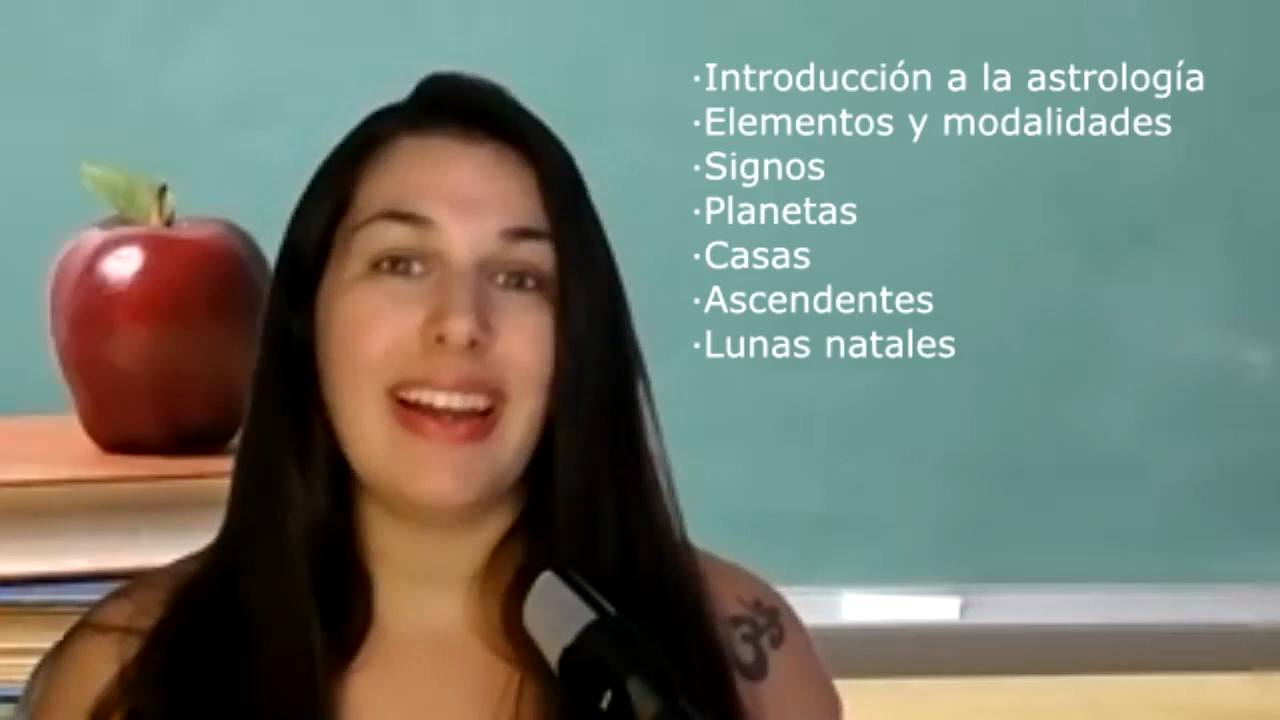 ·Introducción a la astrología
·Elementos y modalidades
·Signos
·Planetas
·Casas
·Ascendentes
·Lunas natales